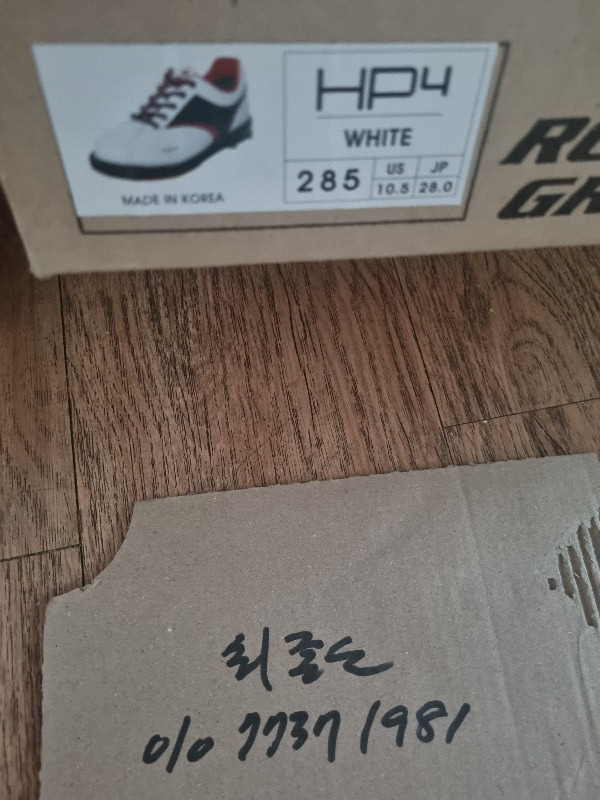 HP4
WHITE
285
US
JP
10.5
28.0
MADE IN KOREA
010 7737 1981